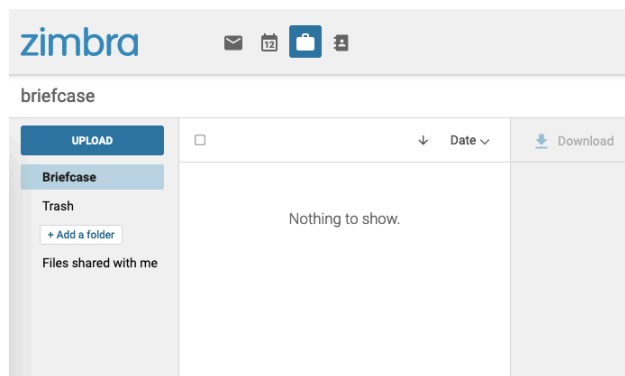 zimbra
12
briefcase
UPLOAD
Date
Download
Briefcase
Trash
+ Add a folder
Files shared with me
Nothing to show.